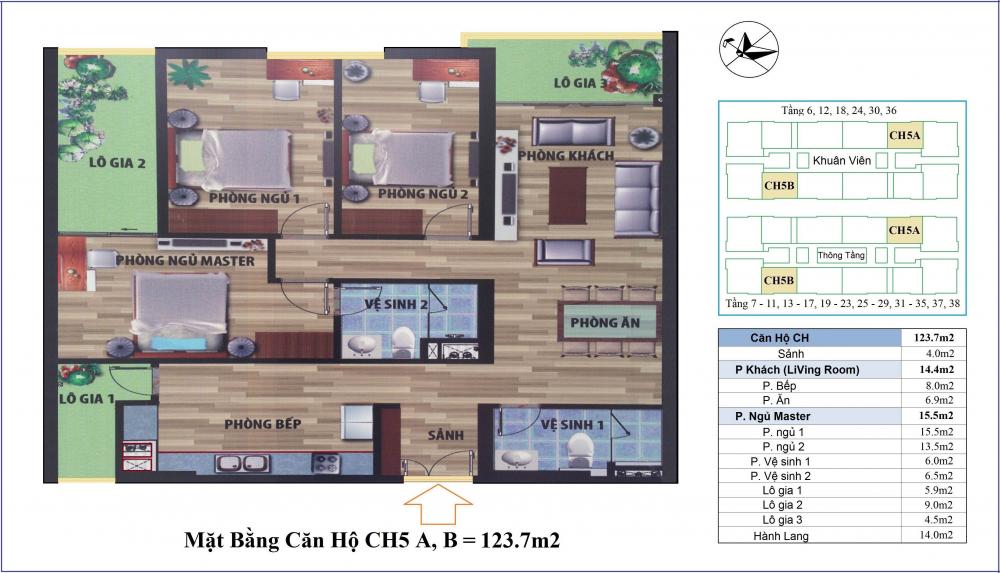 LÔ GIA 3
LÔ GIA 2
PHÒNG KHÁCH
PHÒNG NGỦ 1
PHÒNG NGỦ 2
PHÒNG NGỦ MASTER
VỆ SINH 2
PHÒNG ĂN
LÔ GIA 1
PHÒNG BẾP
SẢNH
VỆ SINH 1
Mặt Bằng Căn Hộ CH5 A, B = 123.7m2
Tầng 6, 12, 18, 24, 30, 36
CH5A
Khuân Viên
CH5B
CH5A
Thông Tầng
CH5B
Tầng 7 - 11, 13 - 17, 19 - 23, 25 - 29, 31 - 35, 37, 38
Căn Hộ CH 123.7m2
Sảnh 4.0m2
P Khách (LiVing Room) 14.4m2
P. Bếp 8.0m2
P. Ăn 6.9m2
P. Ngủ Master 15.5m2
P. ngủ 1 15.5m2
P. ngủ 2 13.5m2
P. Vệ sinh 1 6.0m2
P. Vệ sinh 2 6.5m2
Lô gia 1 5.9m2
Lô gia 2 9.0m2
Lô gia 3 4.5m2
Hành Lang 14.0m2